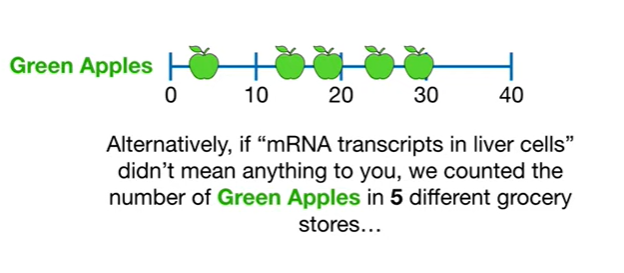 Green Apples
0 10 20 30 40
Alternatively, if “mRNA transcripts in liver cells”
didn’t mean anything to you, we counted the
number of Green Apples in 5 different grocery
stores…